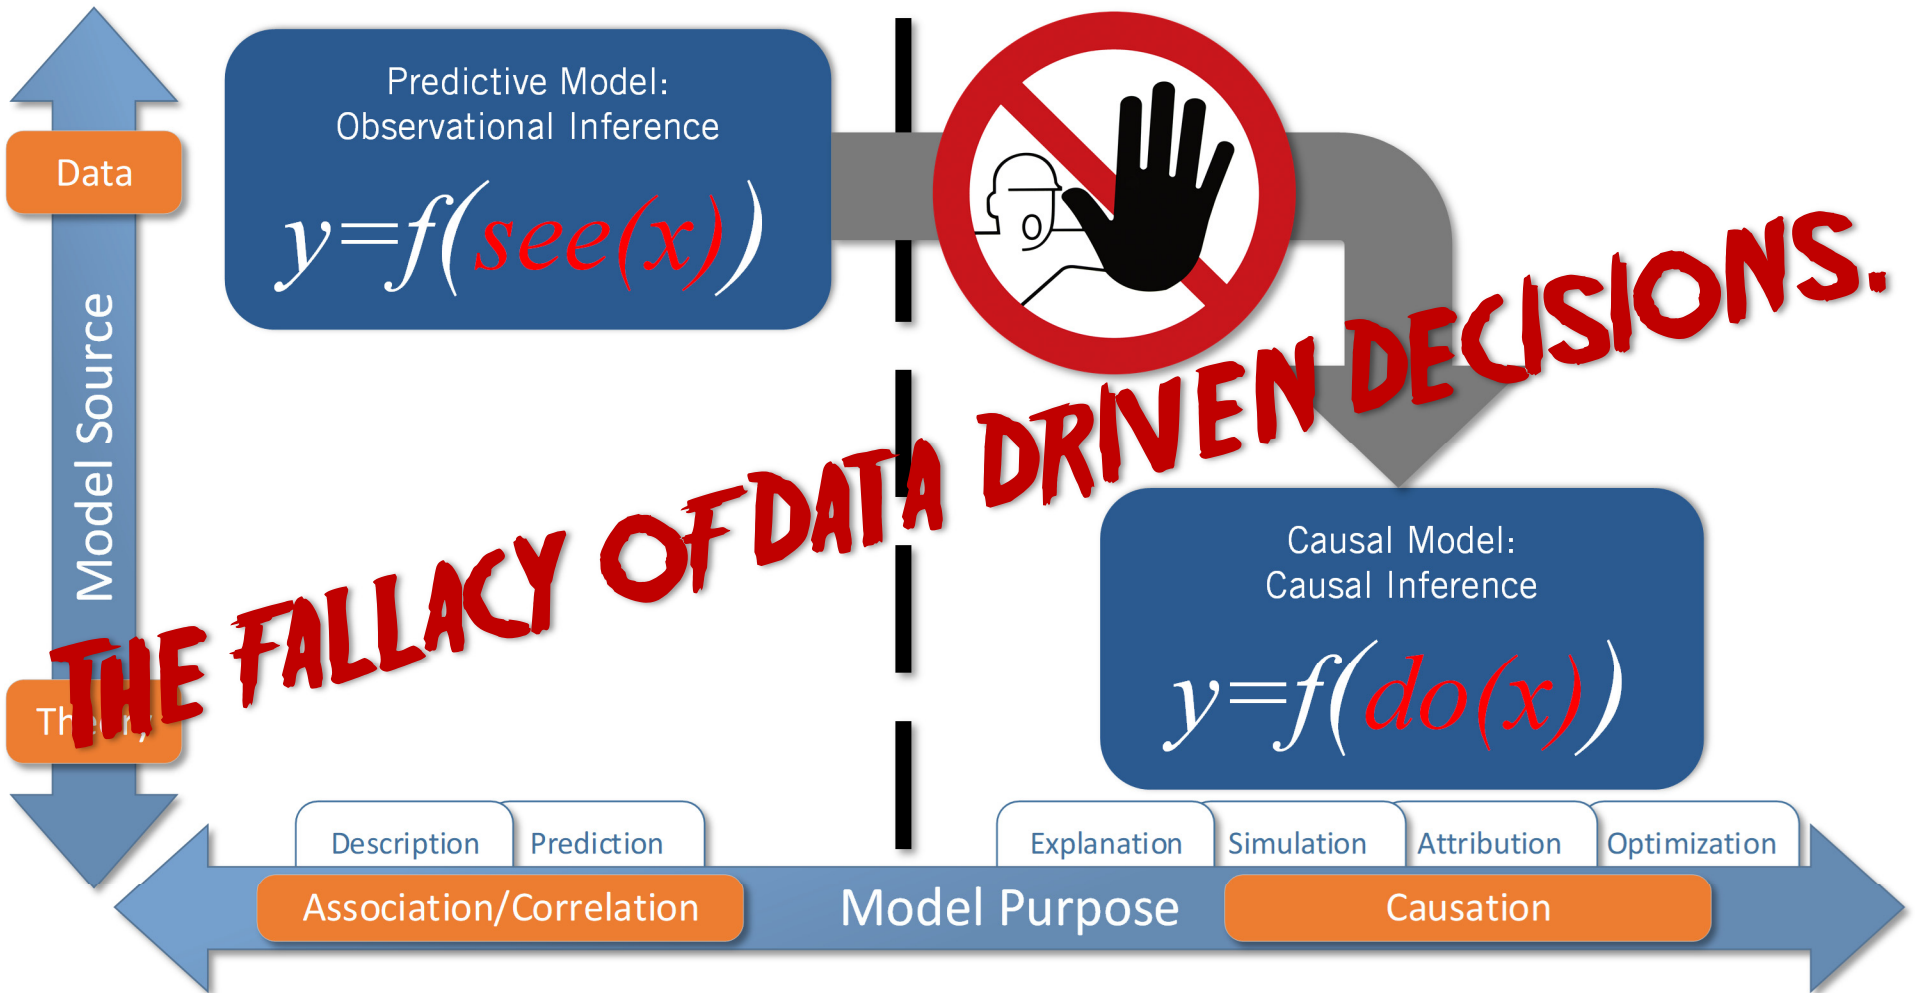 Predictive Model:
Observational Inference
y=f(see(x))
Data
Model Source
THE FALLACY OF DATA DRIVEN DECISIONS.
Causal Model:
Causal Inference
y=f(do(x))
Description
Prediction
Explanation
Simulation
Attribution
Optimization
Association/Correlation
Model Purpose
Causation